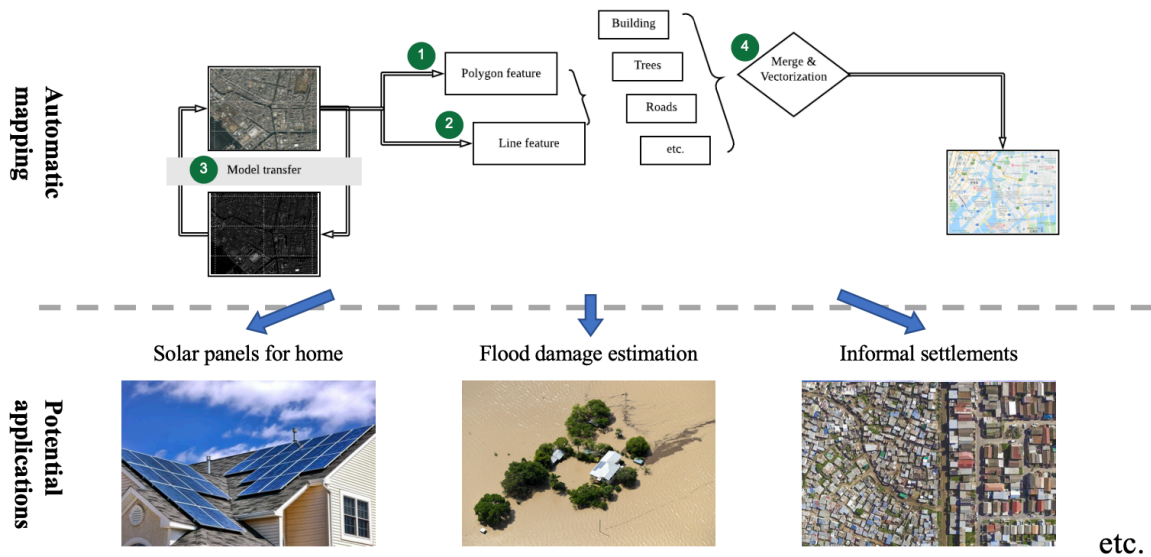 Automatic
mapping
1
Polygon feature
2
Line feature
3
Model transfer
Building
Trees
Roads
etc.
4
Merge &
Vectorization
Potential
applications
Solar panels for home
Flood damage estimation
Informal settlements
etc.